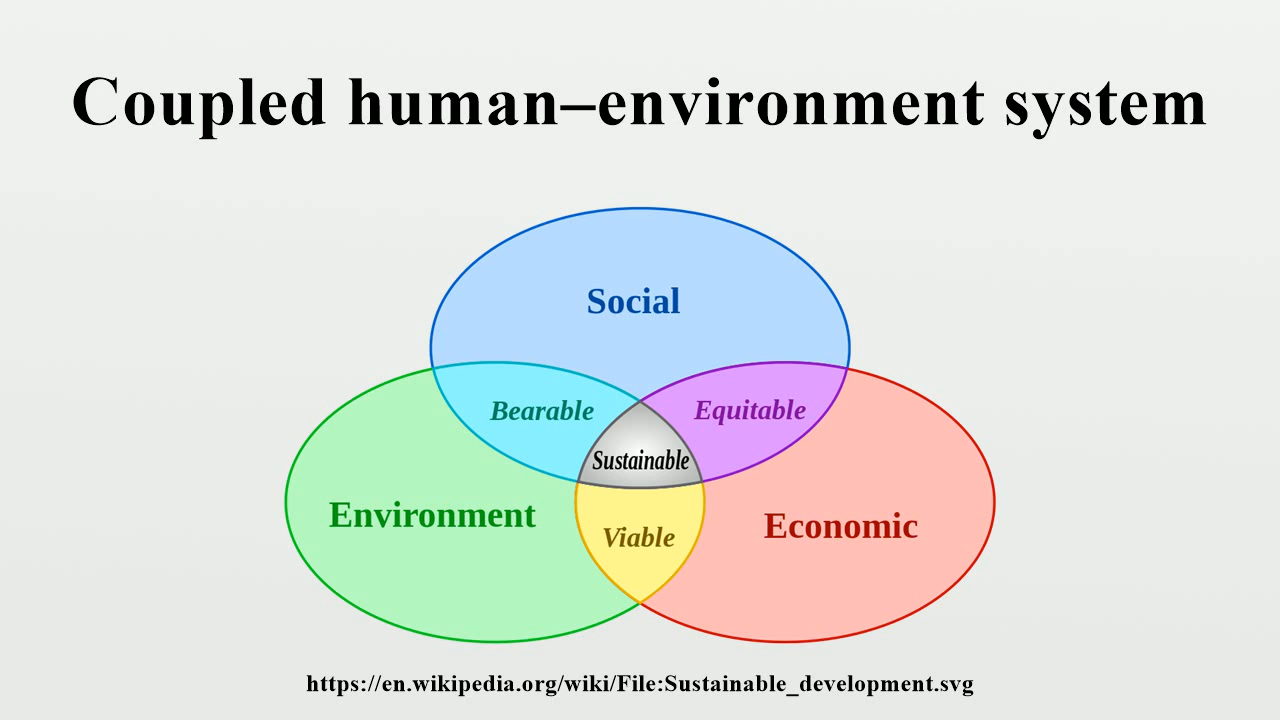 Coupled human–environment system
Social
Bearable
Equitable
Sustainable
Environment
Economic
Viable
https://en.wikipedia.org/wiki/File:Sustainable_development.svg